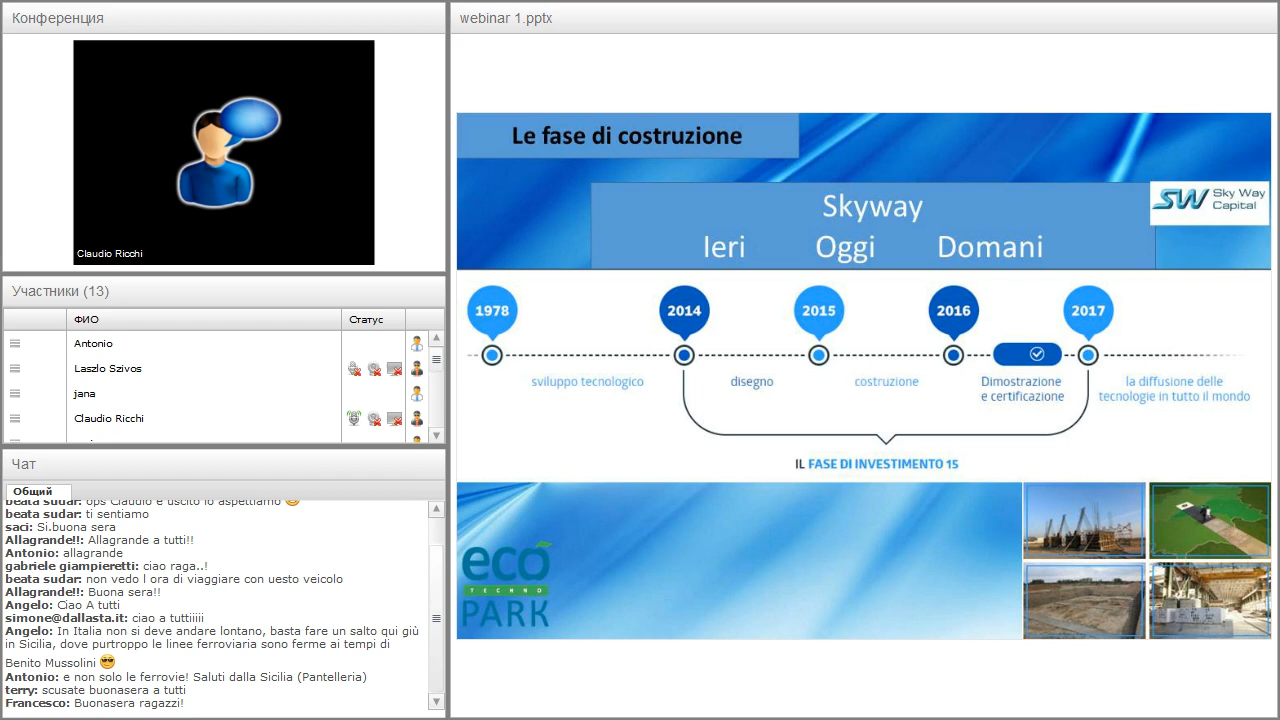 Конференция
Claudio Ricchi
Участники (13)
ФИО
Статус
Antonio
Laszlo Szivos
jana
Claudio Ricchi
Чат
Общий
beata sudar: ops Claudio e uscito lo aspettiamo
beata sudar: ti sentiamo
saci: Si.buona sera
Allagrande!!: Allagrande a tutti!!
Antonio: allagrande
gabriele giampieretti: ciao raga..!
beata sudar: non vedo l ora di viaggiare con uesto veicolo
Allagrande!!: Buona sera!!
Angelo: Ciao A tutti
simone@dallasta.it: ciao a tuttiiiii
Angelo: In Italia non si deve andare lontano, basta fare un salto qui giù
in Sicilia, dove purtroppo le linee ferroviaria sono ferme ai tempi di
Benito Mussolini
Antonio: e non solo le ferrovie! Saluti dalla Sicilia (Pantelleria)
terry: scusate buonasera a tutti
Francesco: Buonasera ragazzi!
webinar 1.pptx
Le fase di costruzione
Skyway
Ieri Oggi Domani
SW Sky Way
Capital
1978 2014 2015 2016 2017
sviluppo tecnologico
disegno
costruzione
Dimostrazione
e certificazione
la diffusione delle
tecnologie in tutto il mondo
IL FASE DI INVESTIMENTO 15
eco
TECHNO
PARK